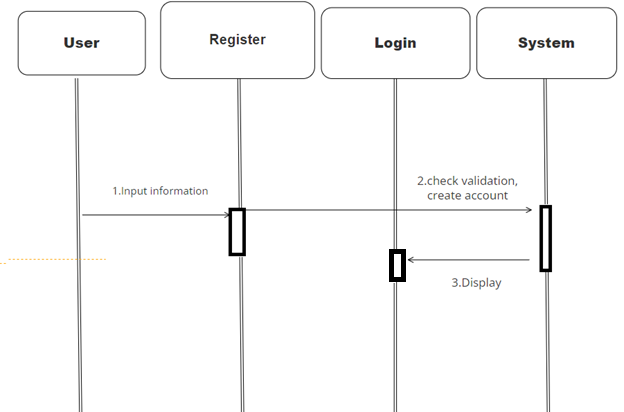 User
Register
Login
System
1.Input information
2.check validation,
create account
3.Display